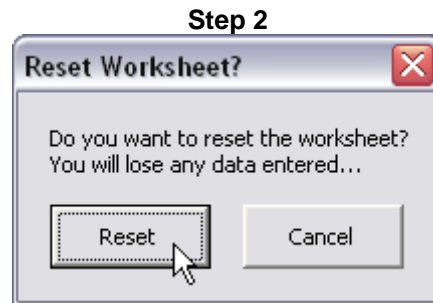 Step 2
Reset Worksheet?
Do you want to reset the worksheet?
You will lose any data entered...
Reset
Cancel